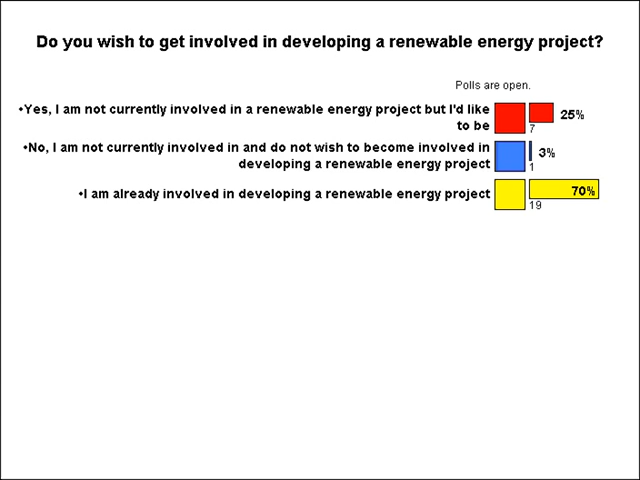 Do you wish to get involved in developing a renewable energy project?
Polls are open.
•Yes, I am not currently involved in a renewable energy project but I'd like
to be
25%
7
•No, I am not currently involved in and do not wish to become involved in
developing a renewable energy project
3%
1
•I am already involved in developing a renewable energy project
70%
19